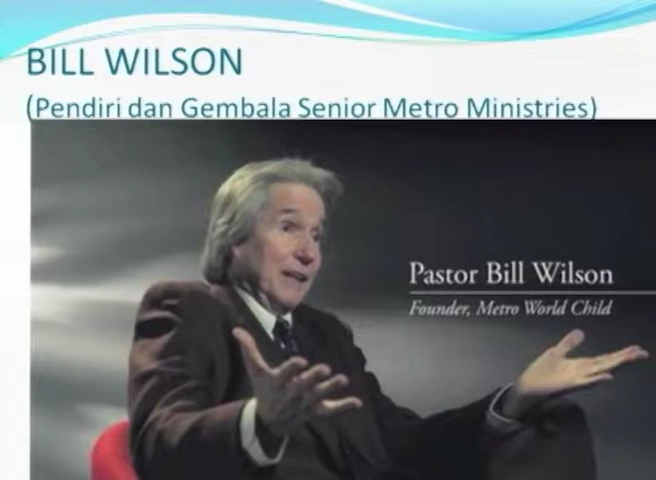 BILL WILSON
(Pendiri dan Gembala Senior Metro Ministries)
Pastor Bill Wilson
Founder, Metro World Child